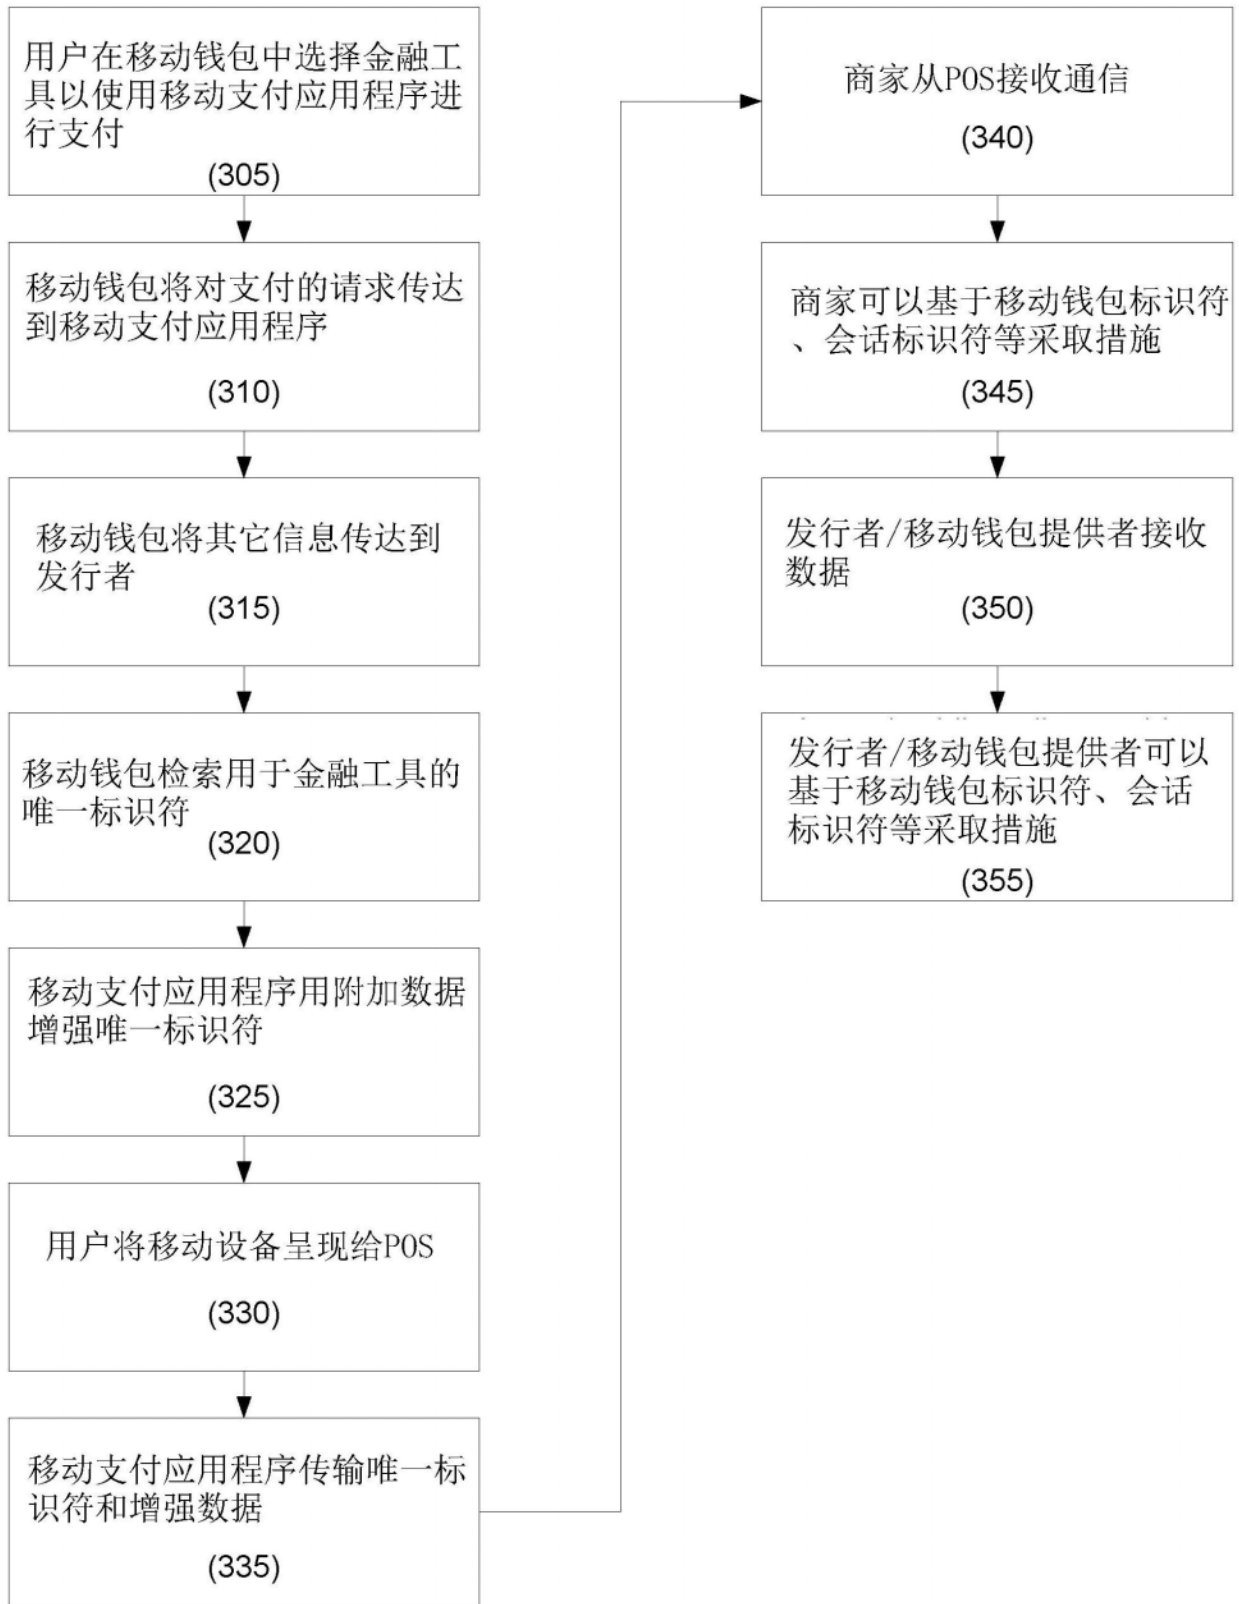 用户在移动钱包中选择金融工
具以使用移动支付应用程序进
行支付
(305)
移动钱包将对支付的请求传达
到移动支付应用程序
(310)
移动钱包将其它信息传达到
发行者
(315)
移动钱包检索用于金融工具的
唯一标识符
(320)
移动支付应用程序用附加数据
增强唯一标识符
(325)
用户将移动设备呈现给POS
(330)
移动支付应用程序传输唯一标
识符和增强数据
(335)
商家从POS接收通信
(340)
商家可以基于移动钱包标识符
、会话标识符等采取措施
(345)
发行者/移动钱包提供者接收
数据
(350)
发行者/移动钱包提供者可以
基于移动钱包标识符、会话
标识符等采取措施
(355)